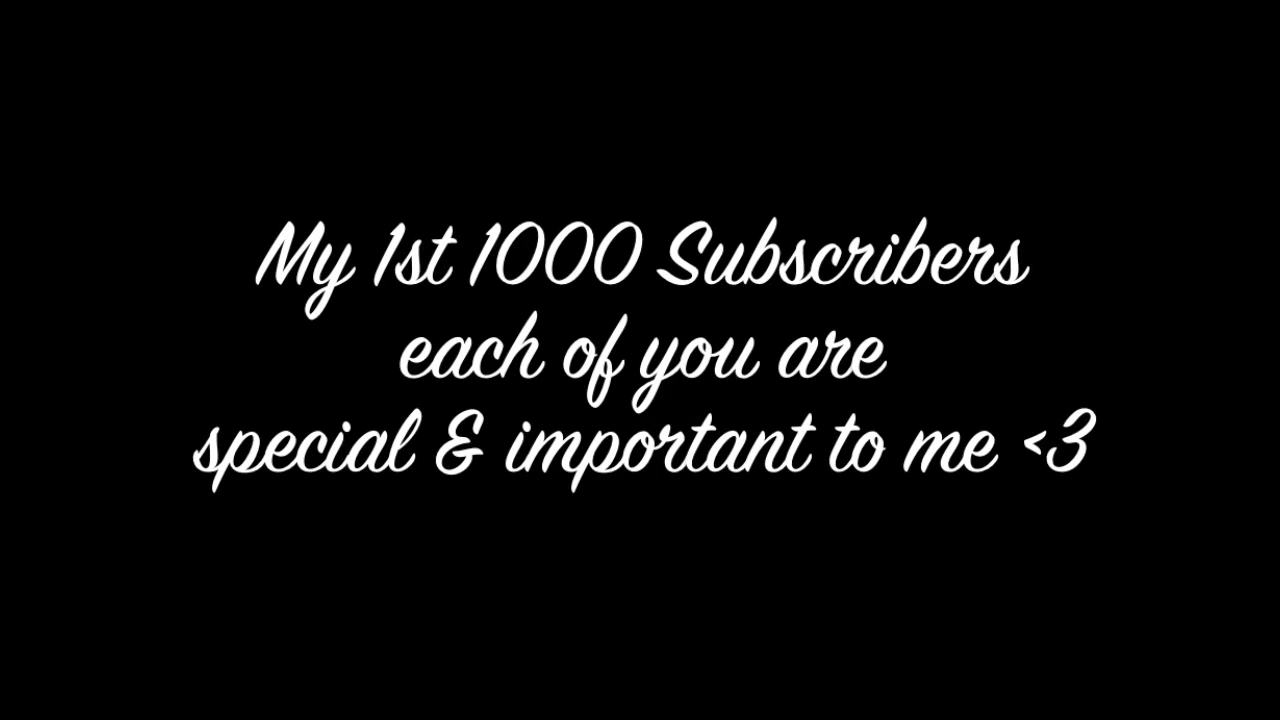 My 1st 1000 Subscribers
each of you are
special & important to me <3